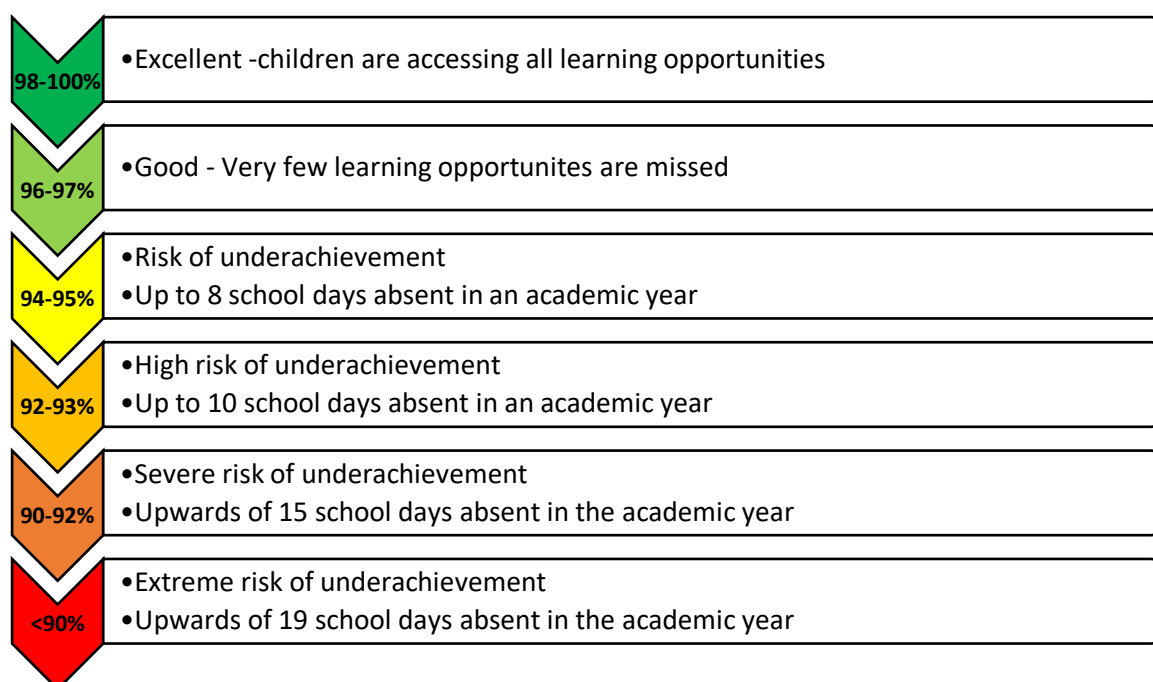 98-100%
•Excellent -children are accessing all learning opportunities
96-97%
•Good - Very few learning opportunites are missed
94-95%
•Risk of underachievement
•Up to 8 school days absent in an academic year
92-93%
•High risk of underachievement
•Up to 10 school days absent in an academic year
90-92%
•Severe risk of underachievement
•Upwards of 15 school days absent in the academic year
<90%
•Extreme risk of underachievement
•Upwards of 19 school days absent in the academic year